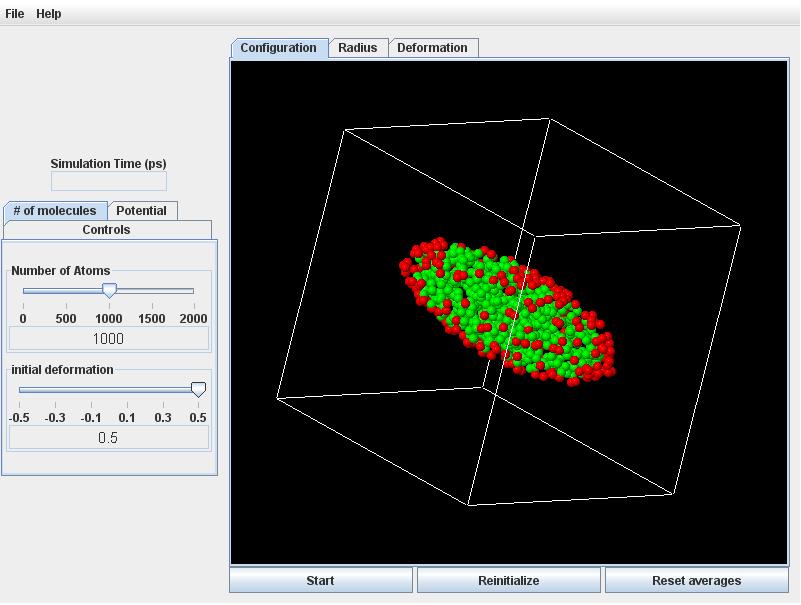 File Help
Configuration Radius Deformation
Simulation Time (ps)
# of molecules Potential
Controls
Number of Atoms
0 500 1000 1500 2000
1000
initial deformation
-0.5 -0.3 -0.1 0.1 0.3 0.5
0.5
Start Reinitialize Reset averages